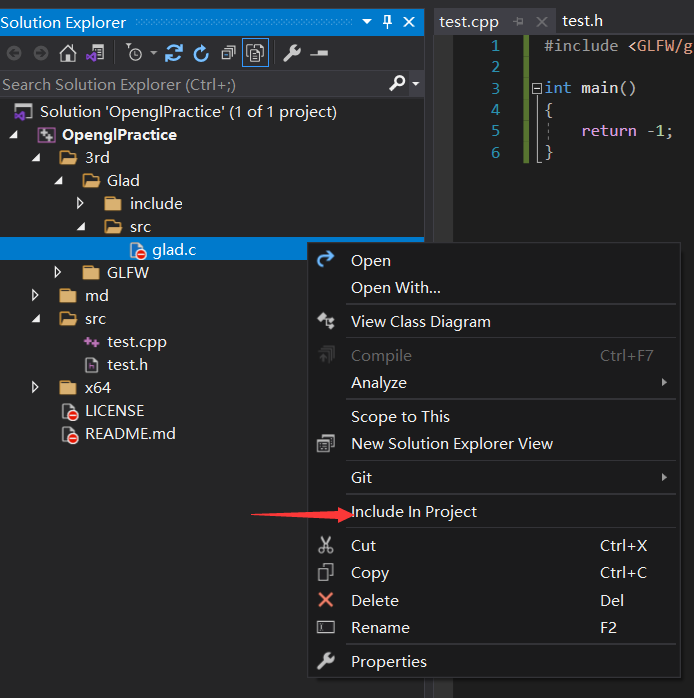 Solution Explorer
Search Solution Explorer (Ctrl+;)
Solution 'OpenglPractice' (1 of 1 project)
OpenglPractice
3rd
Glad
include
src
glad.c
GLFW
md
src
test.cpp
test.h
x64
LICENSE
README.md
test.cpp
test.h
1 #include <GLFW/g
2
3 int main()
4 {
5 return -1;
6 }
Open
Open With...
View Class Diagram
Compile Ctrl+F7
Analyze
Scope to This
New Solution Explorer View
Git
Include In Project
Cut Ctrl+X
Copy Ctrl+C
Delete Del
Rename F2
Properties